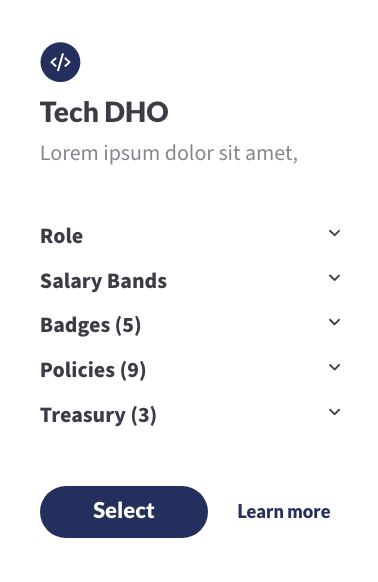 </>
Tech DHO
Lorem ipsum dolor sit amet,
Role
Salary Bands
Badges (5)
Policies (9)
Treasury (3)
Select
Learn more